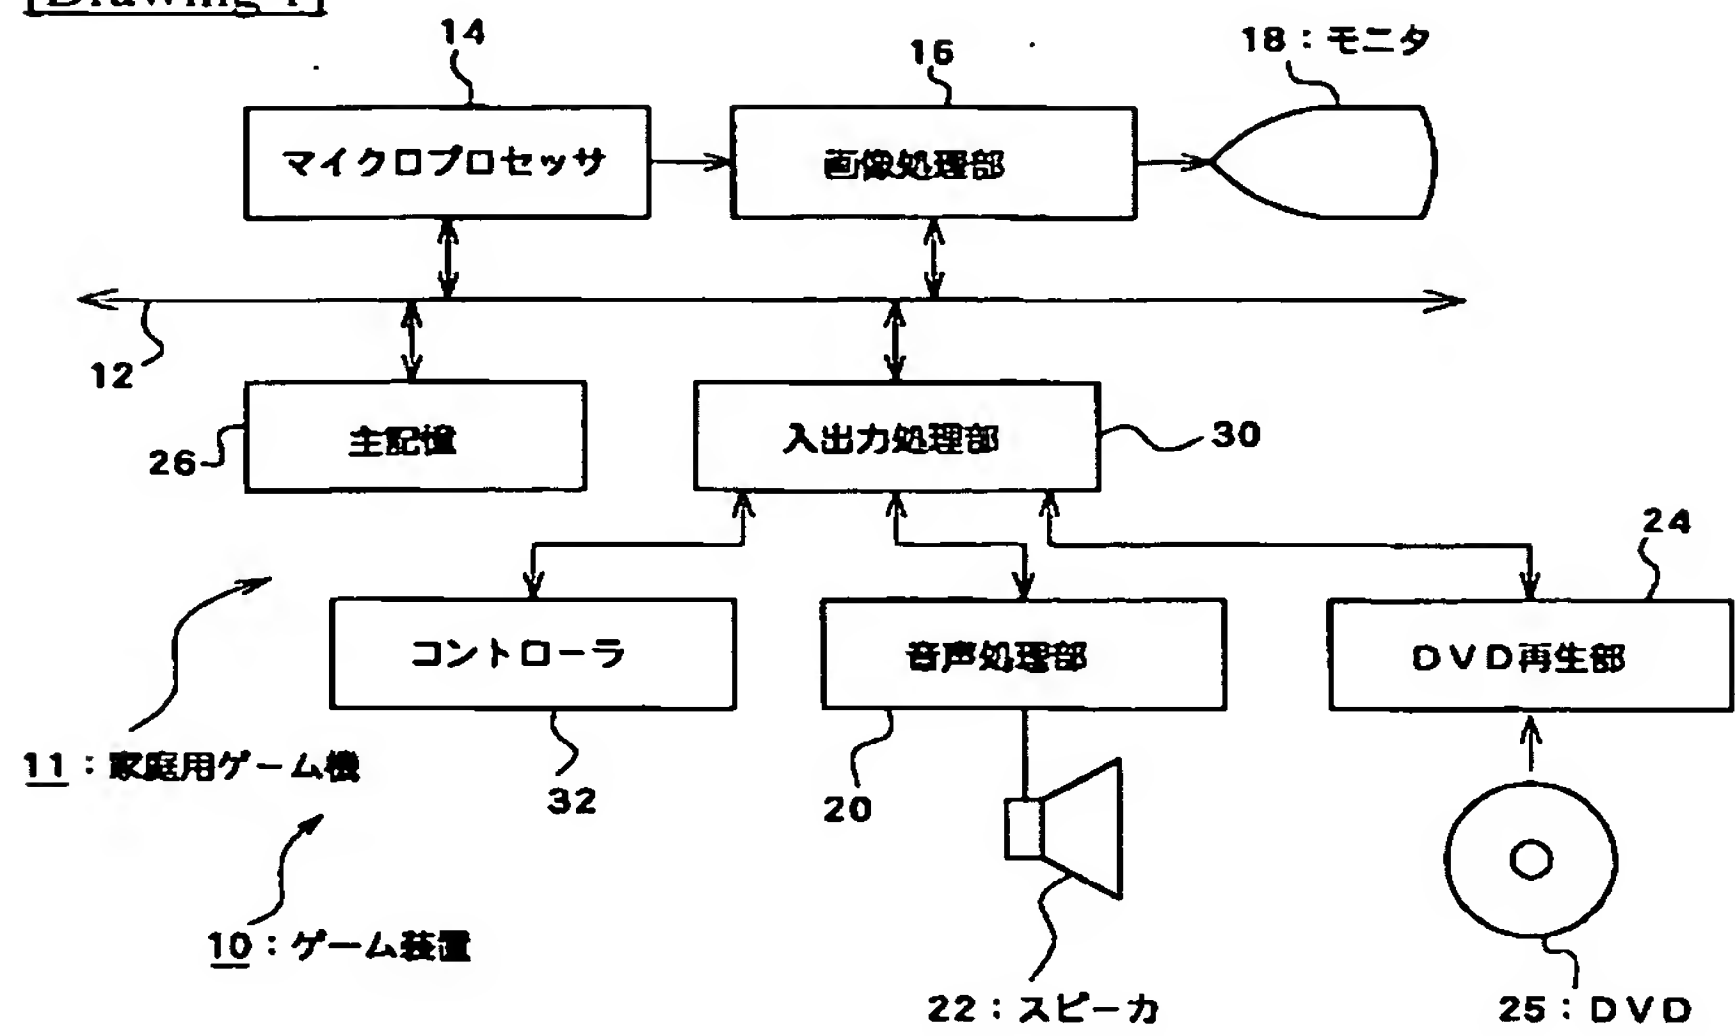 14
16
18：モニタ
マイクロプロセッサ
画像処理部
12
主記憶
26
入出力処理部
30
24
コントローラ
音声処理部
DVD再生部
11：家庭用ゲーム機
32
20
10：ゲーム装置
22：スピーカ
25：DVD